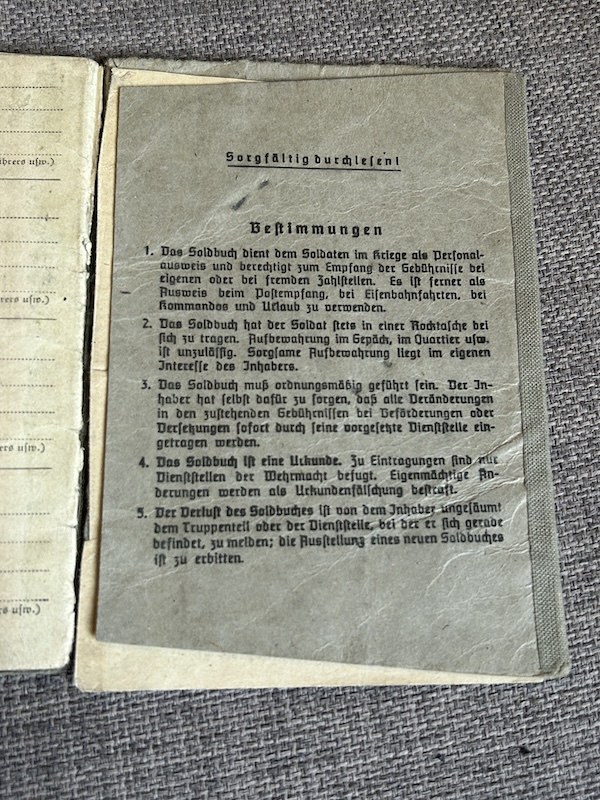 hrers usw.)
ers usw.)
ers usw.)
s usw.)
Sorgfältig durchlesen!
Bestimmungen
1. Das Soldbuch dient dem Soldaten im Kriege als Personal-
ausweis und berechtigt zum Empfang der Gebührnisse bei
eigenen oder bei fremden Zahlstellen. Es ist ferner als
Ausweis beim Postempfang, bei Eisenbahnfahrten, bei
Kommandos und Urlaub zu verwenden.
2. Das Soldbuch hat der Soldat stets in einer Rocktasche bei
sich zu tragen. Aufbewahrung im Gepäck, im Quartier usw.
ist unzulässig. Sorgsame Aufbewahrung liegt im eigenen
Interesse des Inhabers.
3. Das Soldbuch muß ordnungsmäßig geführt sein. Der In-
haber hat selbst dafür zu sorgen, daß alle Veränderungen
in den zustehenden Gebührnissen bei Beförderungen oder
Versetzungen sofort durch seine vorgesetzte Dienststelle ein-
getragen werden.
4. Das Soldbuch ist eine Urkunde. Zu Eintragungen sind nur
Dienststellen der Wehrmacht befugt. Eigenmächtige Än-
derungen werden als Urkundenfälschung bestraft.
5. Der Verlust des Soldbuches ist von dem Inhaber ungesäumt
dem Truppenteil oder der Dienststelle, bei der er sich gerade
befindet, zu melden; die Ausstellung eines neuen Soldbuches
ist zu erbitten.